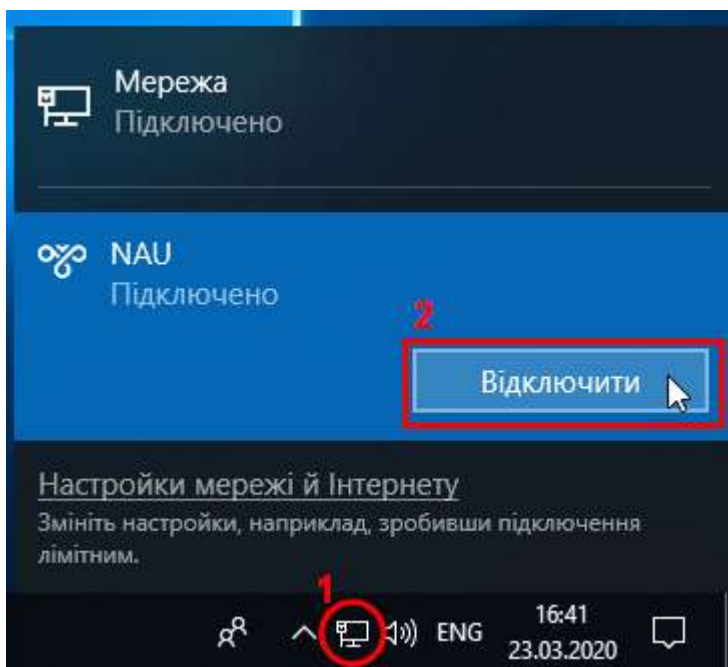 Мережа
Підключено
NAU
Підключено
2
Відключити
Настройки мережі й Інтернету
Змініть настройки, наприклад, зробивши підключення
лімітним.
1
ENG
16:41
23.03.2020